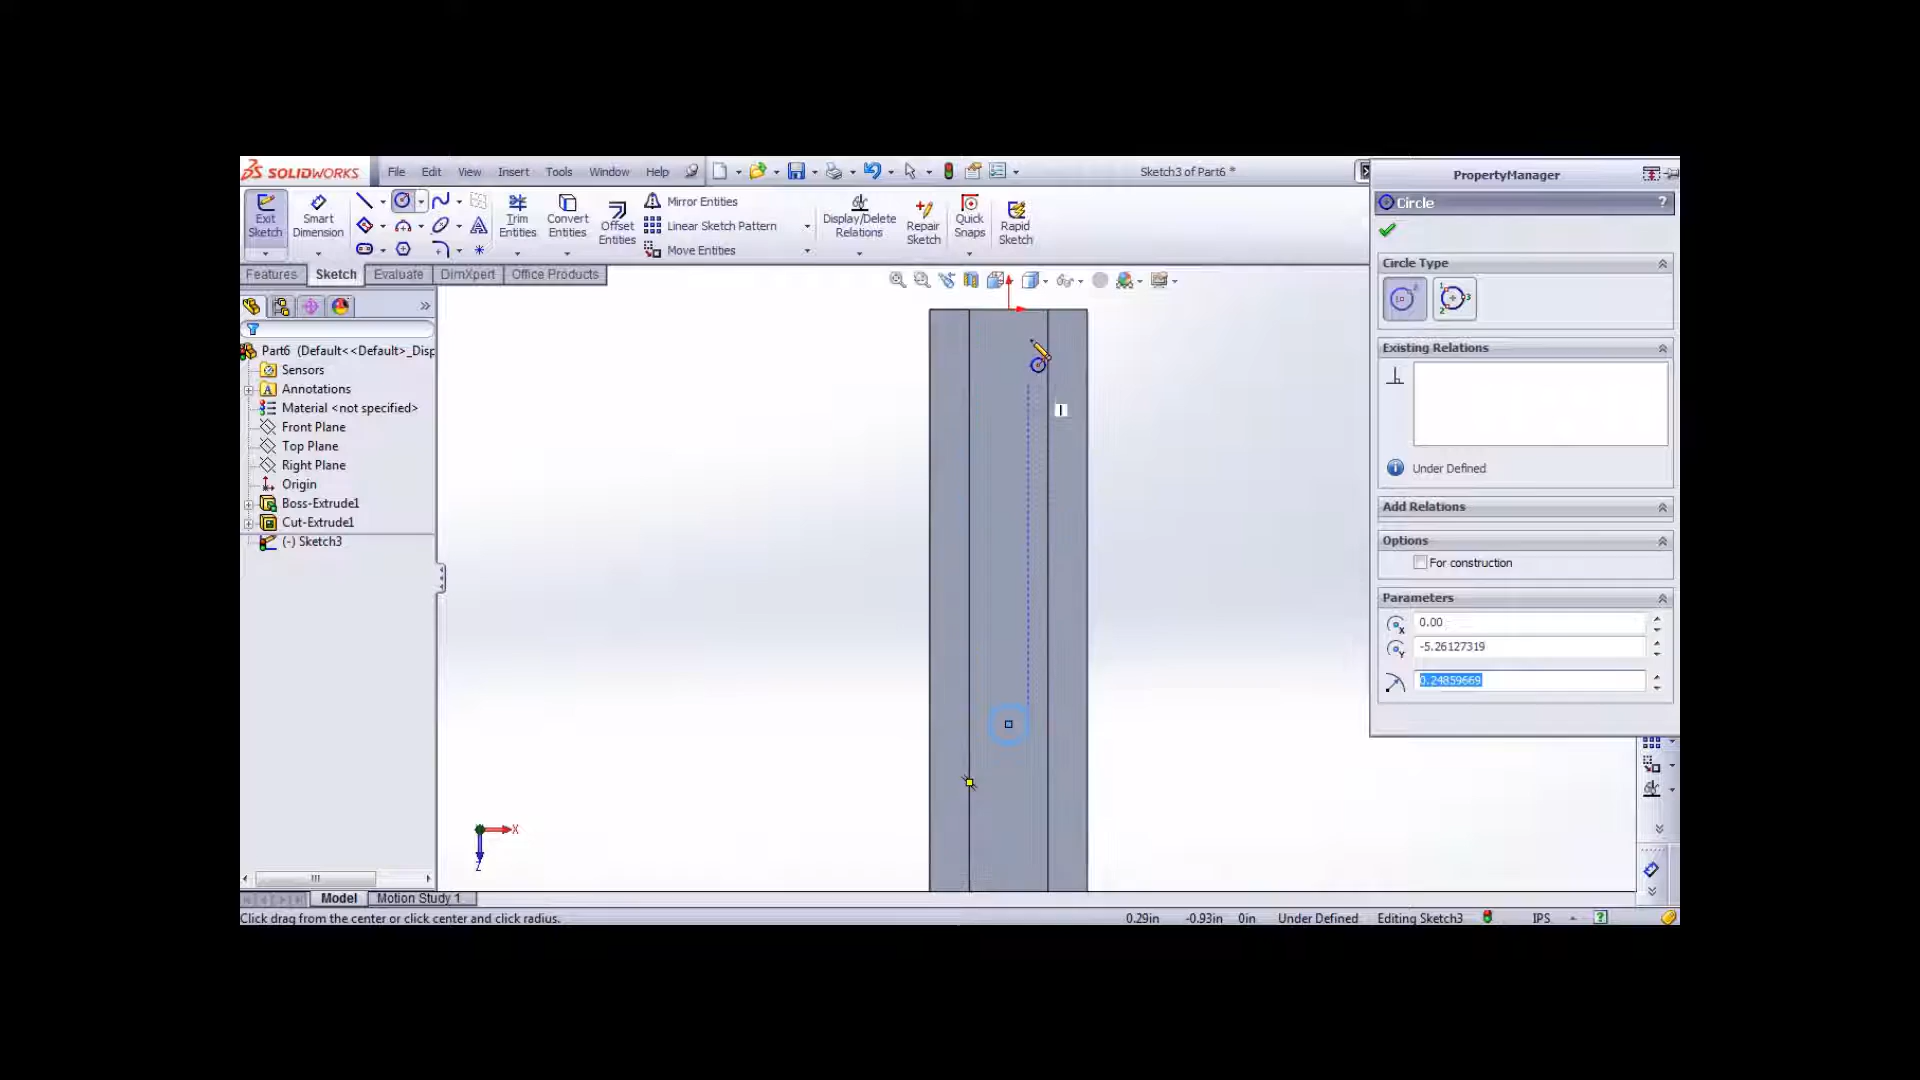 SOLIDWORKS File Edit View Insert Tools Window Help Sketch3 of Part6 *
PropertyManager
Circle ?
Exit Sketch
Smart Dimension
Trim Entities
Convert Entities
Offset Entities
Mirror Entities
Linear Sketch Pattern
Move Entities
Display/Delete Relations
Repair Sketch
Quick Snaps
Rapid Sketch
Features Sketch Evaluate DimXpert Office Products
Part6 (Default<<Default>_Disp
Sensors
Annotations
Material <not specified>
Front Plane
Top Plane
Right Plane
Origin
Boss-Extrude1
Cut-Extrude1
(-) Sketch3
Circle Type
Existing Relations
Under Defined
Add Relations
Options
For construction
Parameters
0.00
-5.26127319
0.24859669
X
Z
Model Motion Study 1
Click drag from the center or click center and click radius. 0.29in -0.93in 0in Under Defined Editing Sketch3 IPS ?